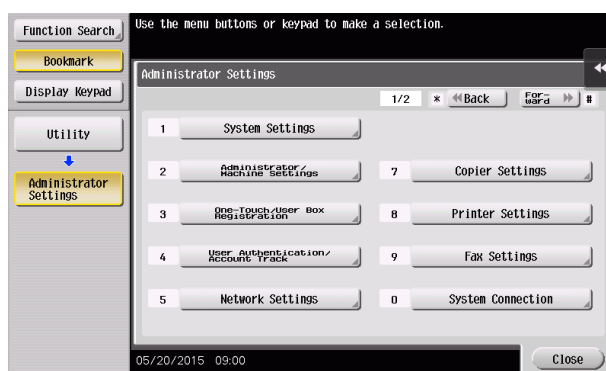 Function Search
Use the menu buttons or keypad to make a selection.
Bookmark
Display Keypad
Utility
Administrator
Settings
Administrator Settings
1/2 * Back For-
ward #
1 System Settings
2 Administrator/
Machine Settings
7 Copier Settings
3 One-Touch/User Box
Registration
8 Printer Settings
4 User Authentication/
Account Track
9 Fax Settings
5 Network Settings
0 System Connection
05/20/2015 09:00
Close